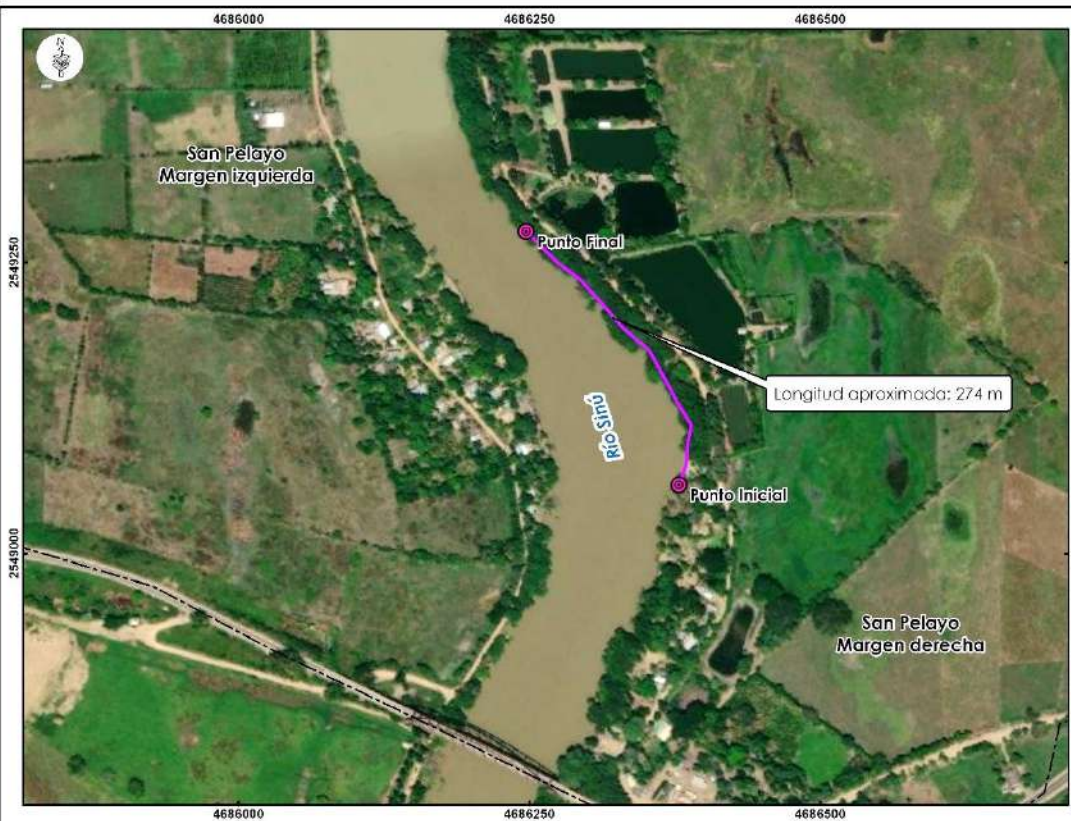 4686000
4686250
4686500
San Pelayo
Margen izquierda
Punto Final
2549250
Longitud aproximada: 274 m
Río Sinú
Punto Inicial
2549000
San Pelayo
Margen derecha
4686000
4686250
4686500